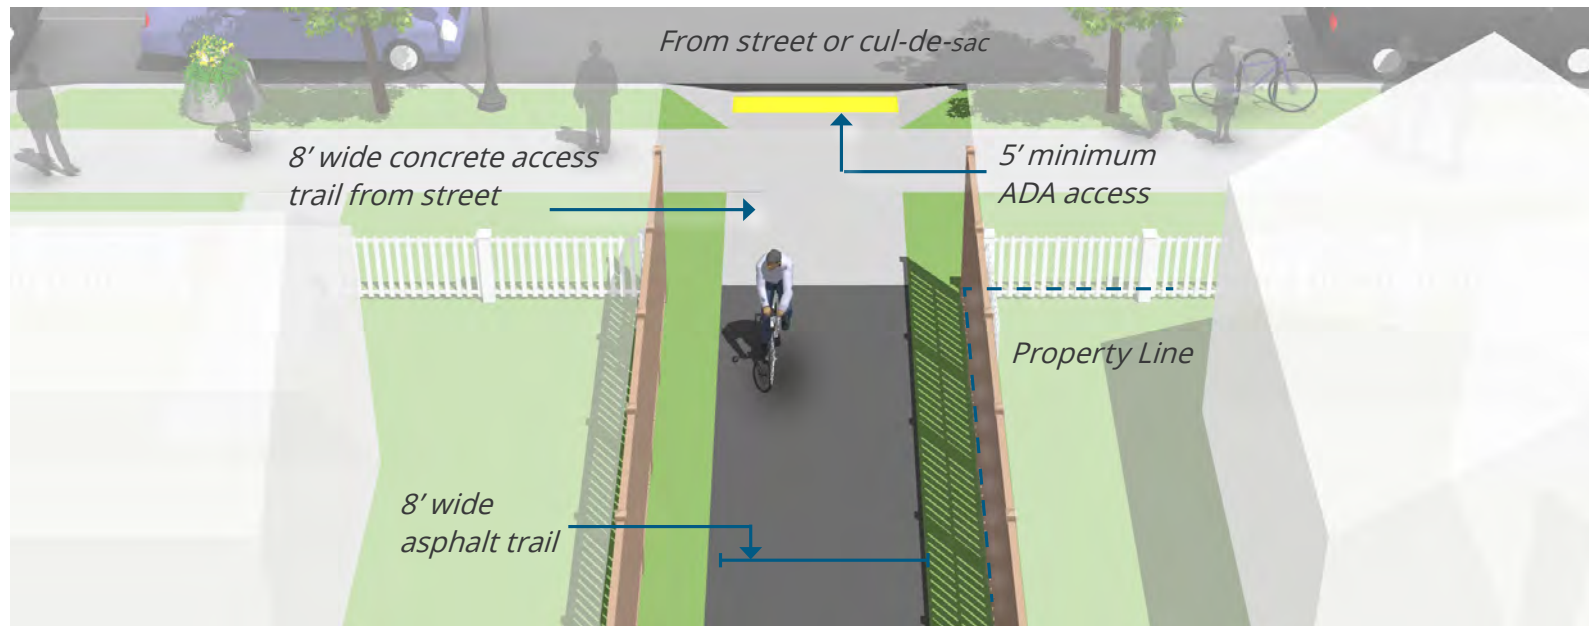 From street or cul-de-sac
8’ wide concrete access
trail from street
5’ minimum
ADA access
Property Line
8’ wide
asphalt trail